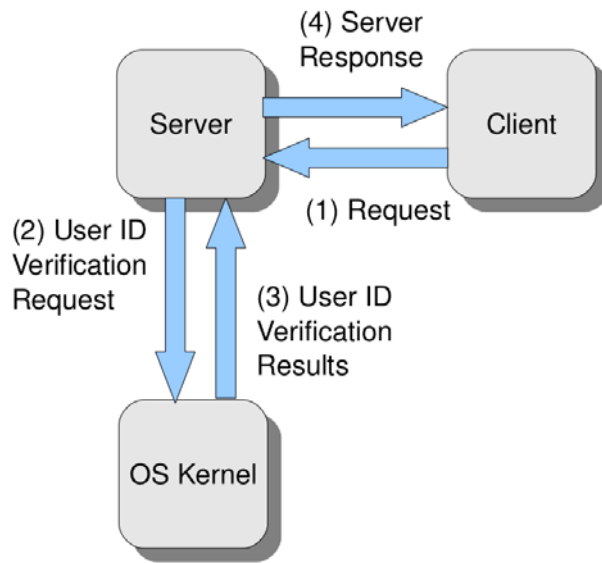 (4) Server
Response
Server
Client
(1) Request
(2) User ID
Verification
Request
(3) User ID
Verification
Results
OS Kernel